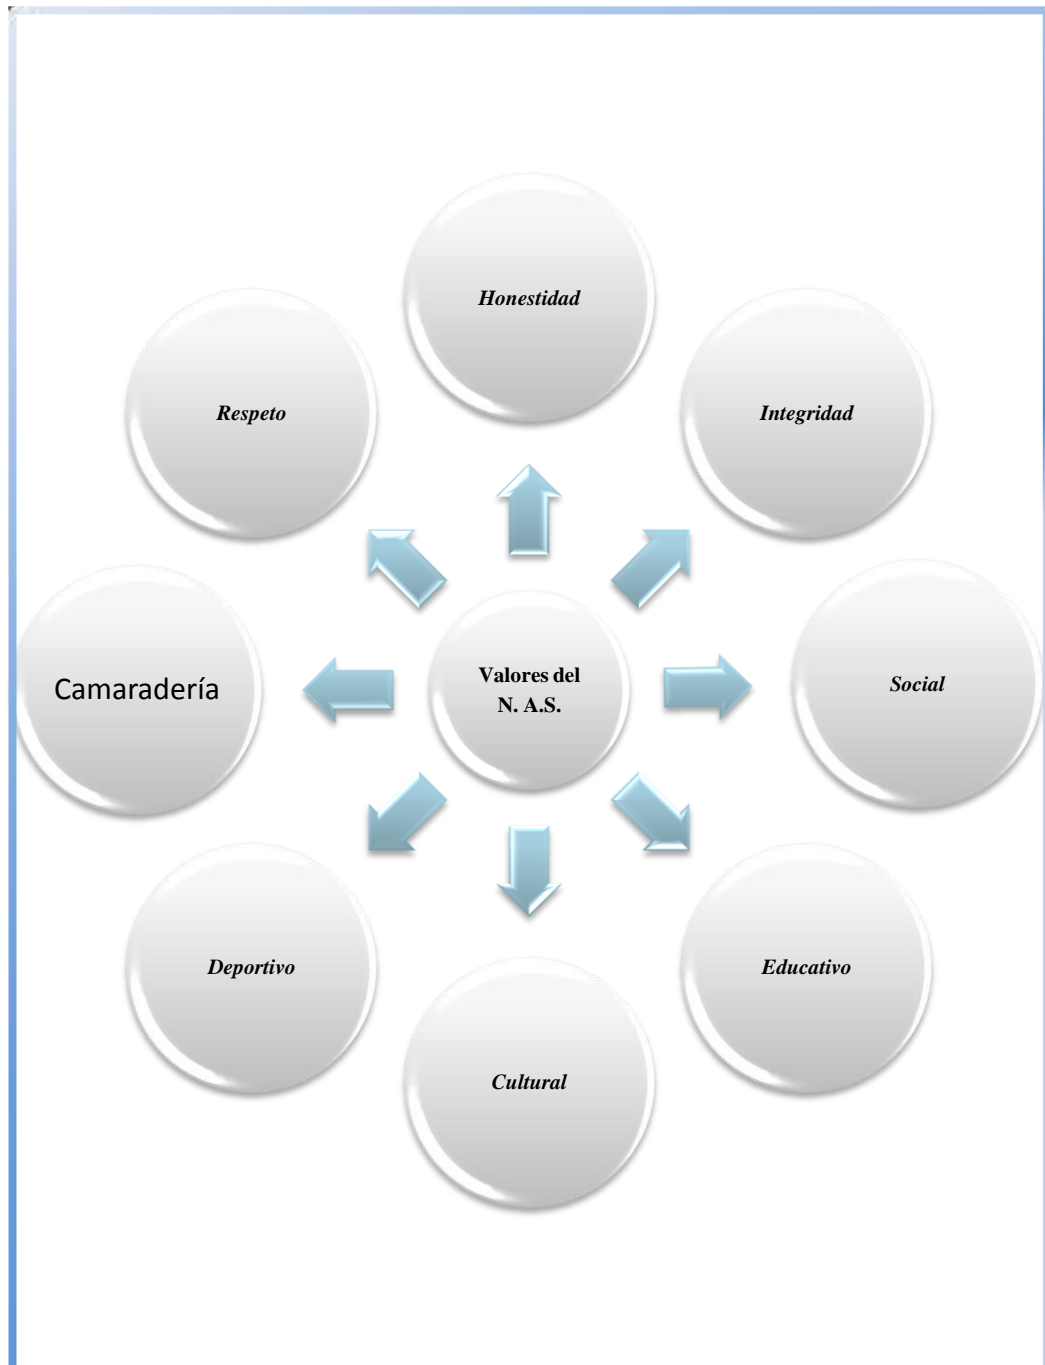 Honestidad
Respeto
Integridad
Camaradería
Valores del
N. A.S.
Social
Deportivo
Educativo
Cultural